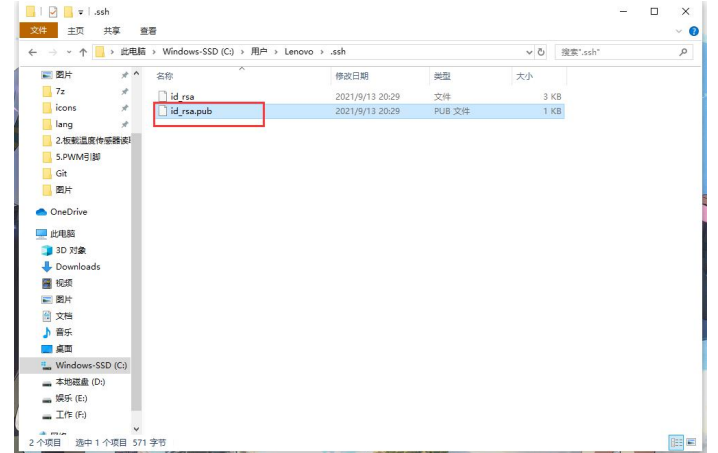 .ssh
文件 主页 共享 查看
此电脑 › Windows-SSD (C:) › 用户 › Lenovo › .ssh
搜索".ssh"
名称 修改日期 类型 大小
id_rsa 2021/9/13 20:29 文件 3 KB
id_rsa.pub 2021/9/13 20:29 PUB 文件 1 KB
图片
7z
icons
lang
2.板载温度传感器读
5.PWM引脚
Git
图片
OneDrive
此电脑
3D 对象
Downloads
视频
图片
文档
音乐
桌面
Windows-SSD (C:)
本地磁盘 (D:)
娱乐 (E:)
工作 (F:)
2 个项目 选中 1 个项目 571 字节